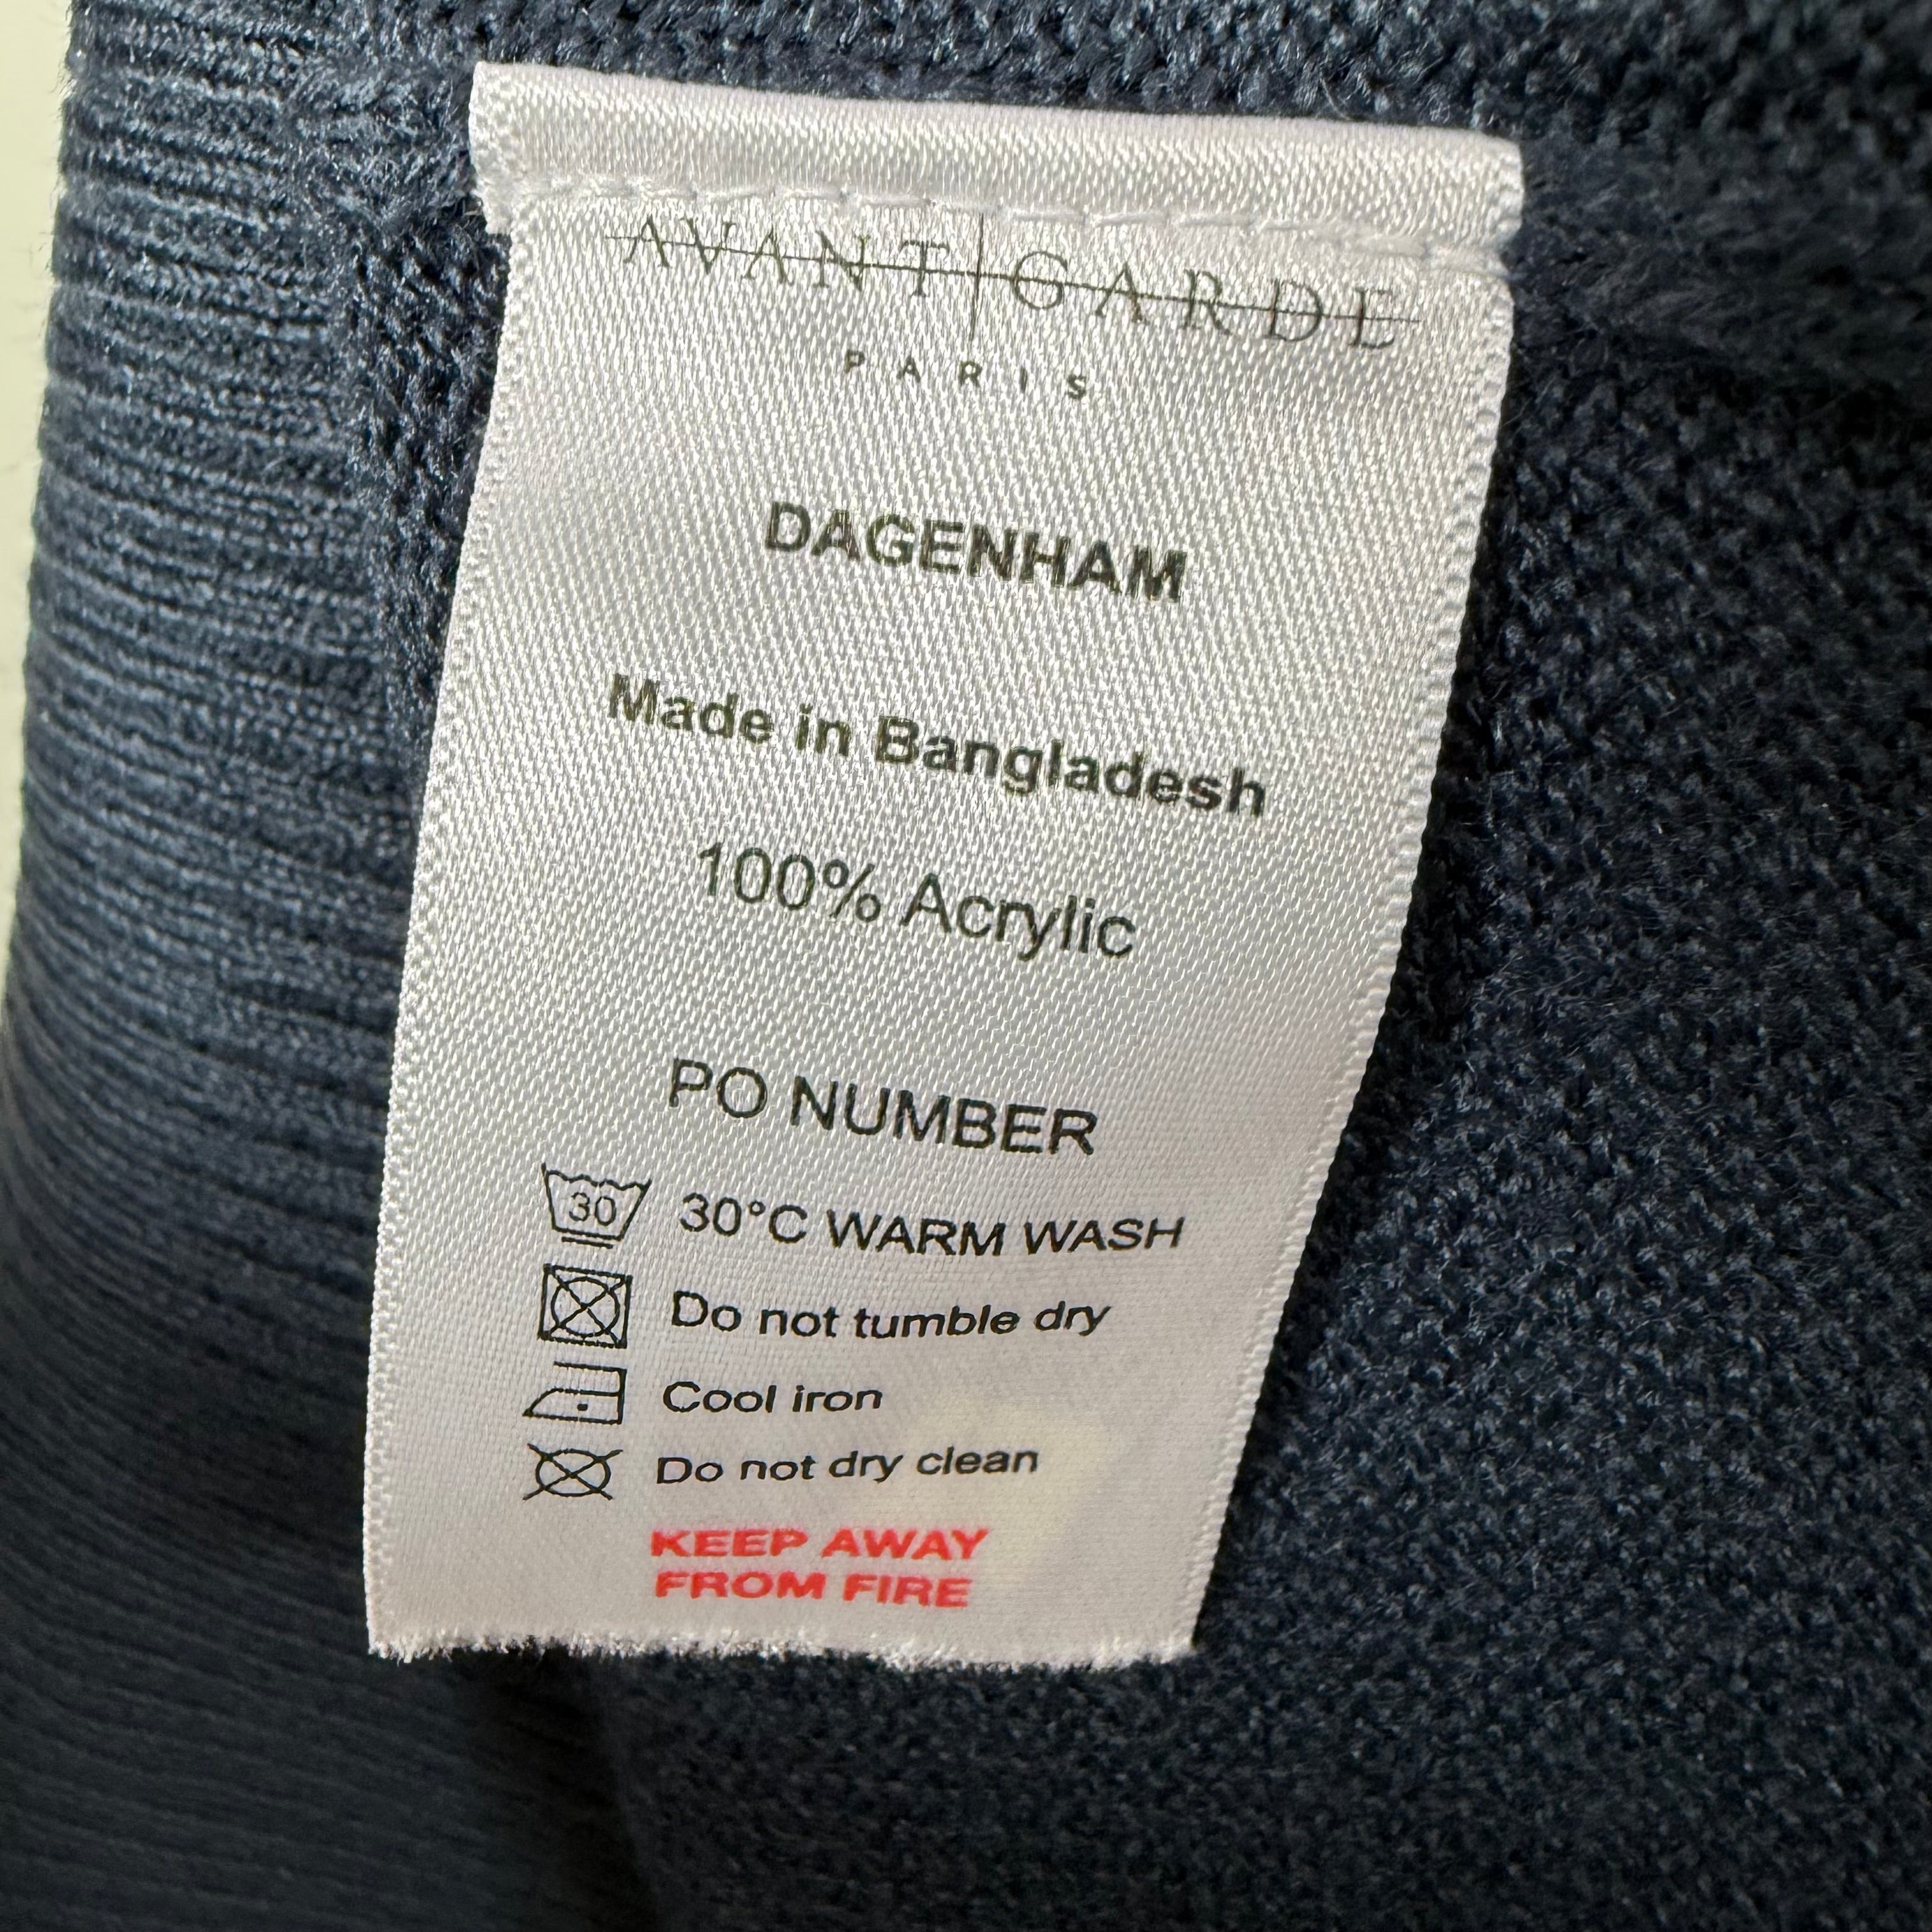 AVANT GARDE
PARIS
DAGENHAM
Made in Bangladesh
100% Acrylic
PO NUMBER
30 30°C WARM WASH
Do not tumble dry
Cool iron
Do not dry clean
KEEP AWAY
FROM FIRE